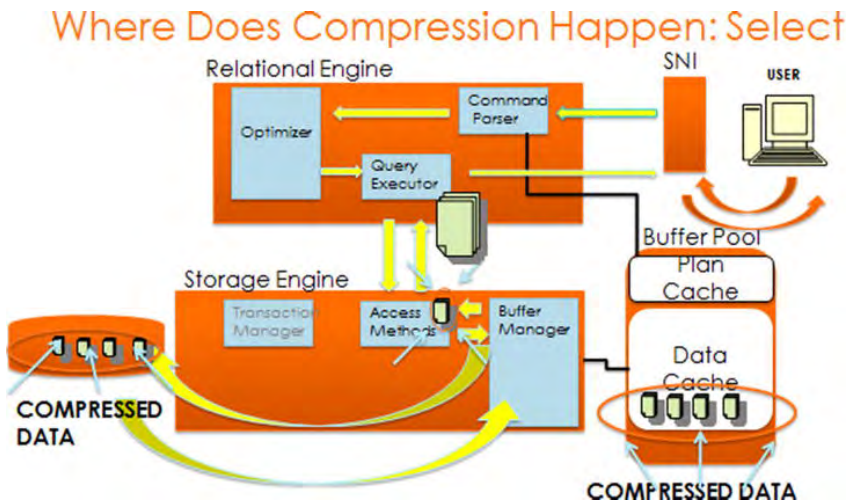 Where Does Compression Happen: Select
Relational Engine
SNI
USER
Optimizer
Command
Parser
Query
Executor
Buffer Pool
Plan
Cache
Storage Engine
Transaction
Manager
Access
Methods
Buffer
Manager
Data
Cache
COMPRESSED
DATA
COMPRESSED DATA